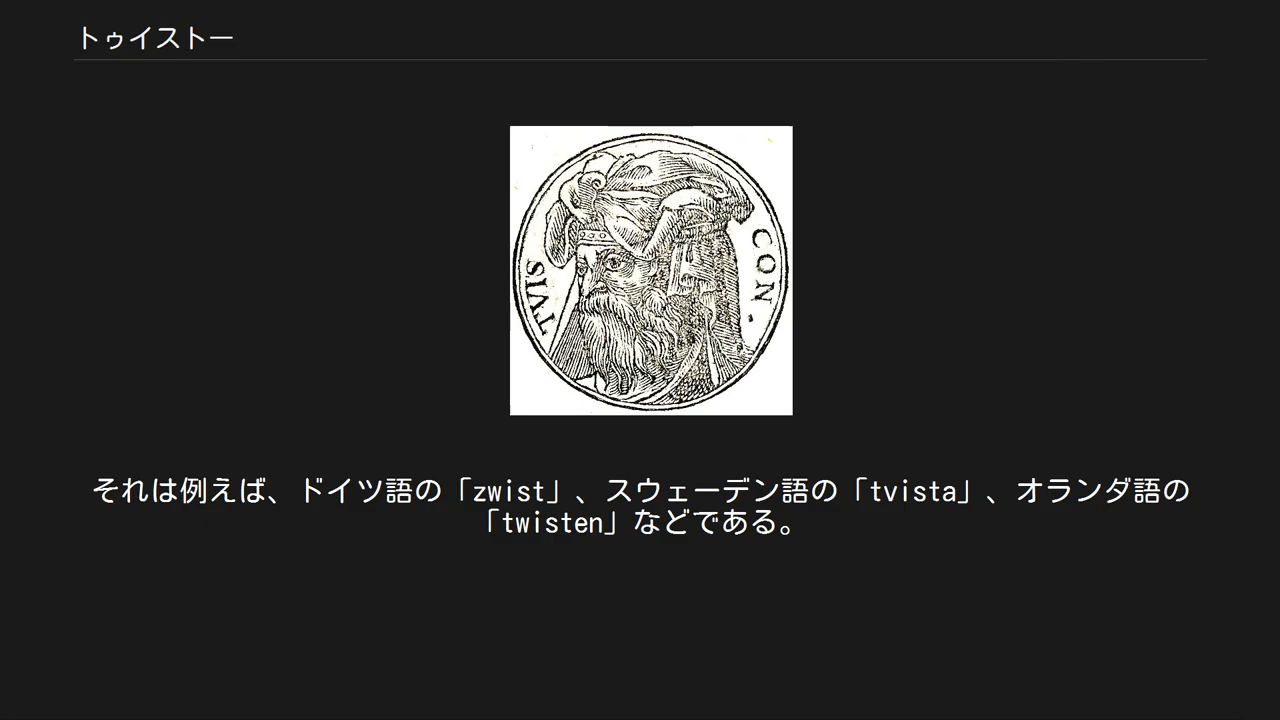 トゥイストー
TVIS
CON.
それは例えば、ドイツ語の「zwist」、スウェーデン語の「tvista」、オランダ語の
「twisten」などである。